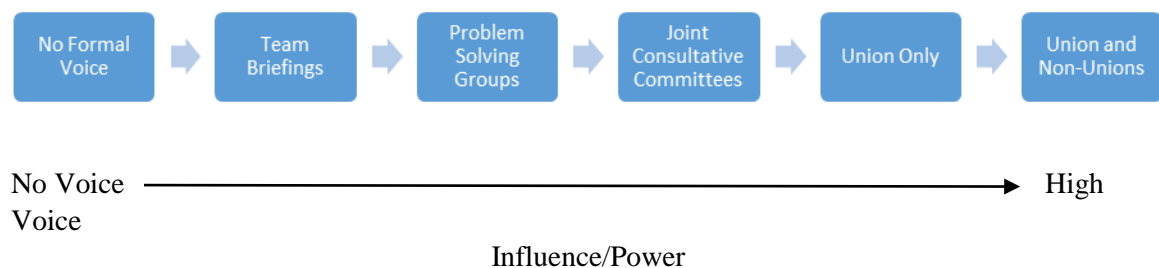 No Formal
Voice
Team
Briefings
Problem
Solving
Groups
Joint
Consultative
Committees
Union Only
Union and
Non-Unions
No Voice High
Voice
Influence/Power